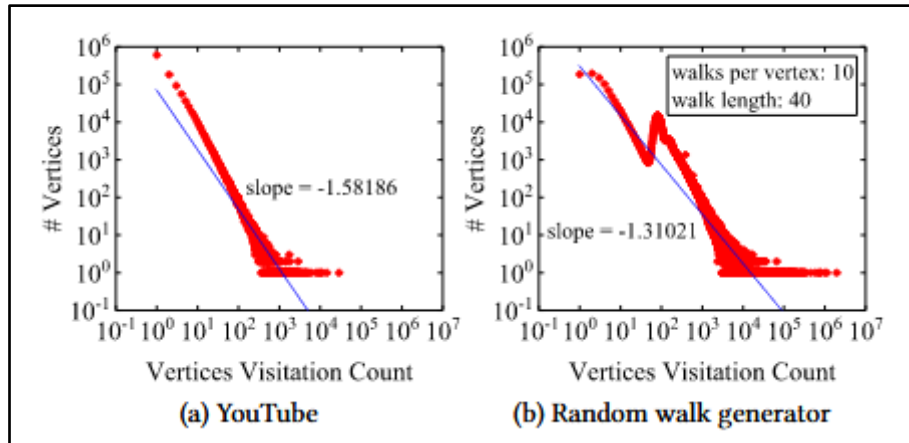 10^6
10^5
10^4
10^3
10^2
10^1
10^0
10^-1
# Vertices
slope = -1.58186
10^-1 10^0 10^1 10^2 10^3 10^4 10^5 10^6 10^7
Vertices Visitation Count
(a) YouTube
10^6
10^5
10^4
10^3
10^2
10^1
10^0
10^-1
# Vertices
walks per vertex: 10
walk length: 40
slope = -1.31021
10^-1 10^0 10^1 10^2 10^3 10^4 10^5 10^6 10^7
Vertices Visitation Count
(b) Random walk generator